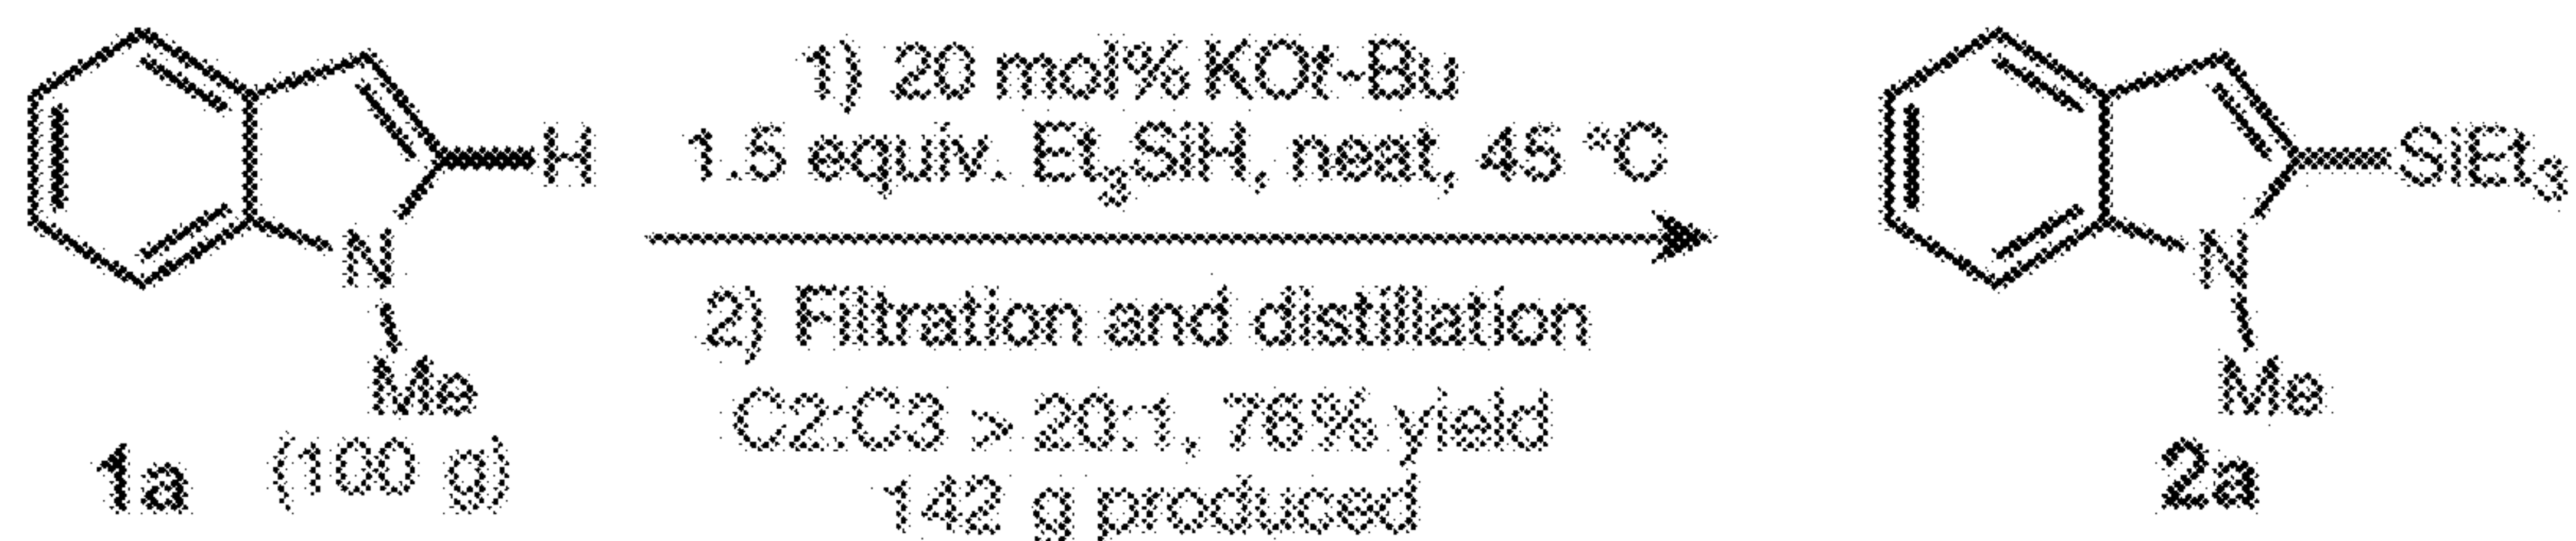 H
N
Me
1a (100 g)
1) 20 mol% KOt-Bu
1.5 equiv. Et3SiH, neat, 45 °C
2) Filtration and distillation
C2:C3 > 20:1, 76% yield
142 g produced
SiEt3
N
Me
2a